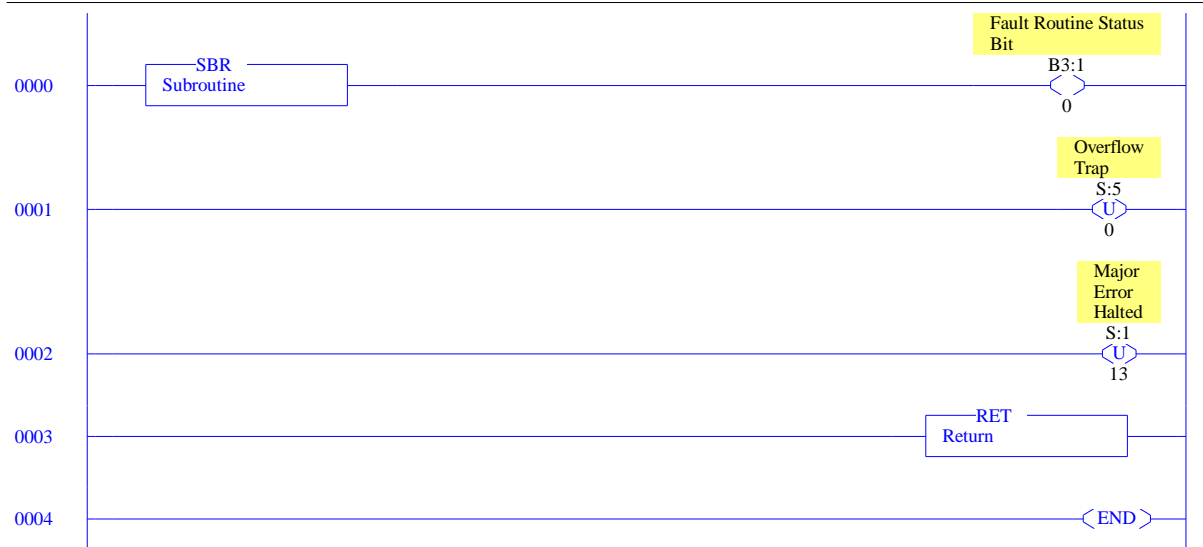 Fault Routine Status
Bit
SBR
B3:1
0000
Subroutine
0
Overflow
Trap
S:5
0001
U
0
Major
Error
Halted
S:1
0002
U
13
RET
0003
Return
0004
END